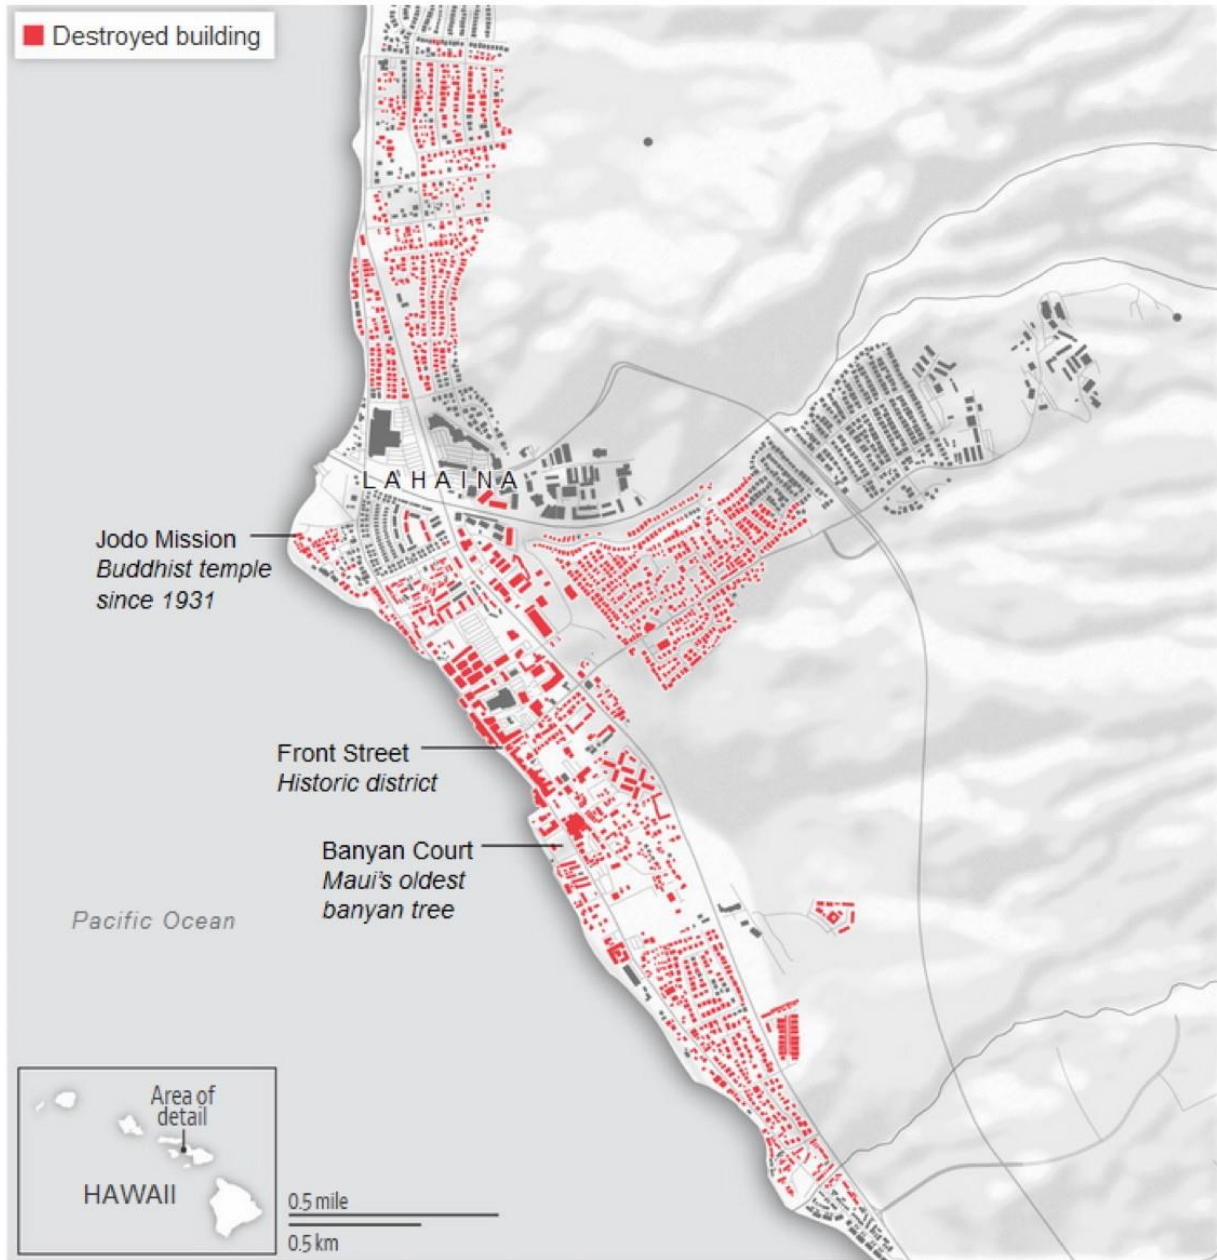 Destroyed building
LAHAINA
Jodo Mission
Buddhist temple
since 1931
Front Street
Historic district
Banyan Court
Maui's oldest
banyan tree
Pacific Ocean
Area of
detail
HAWAII
0.5 mile
0.5 km